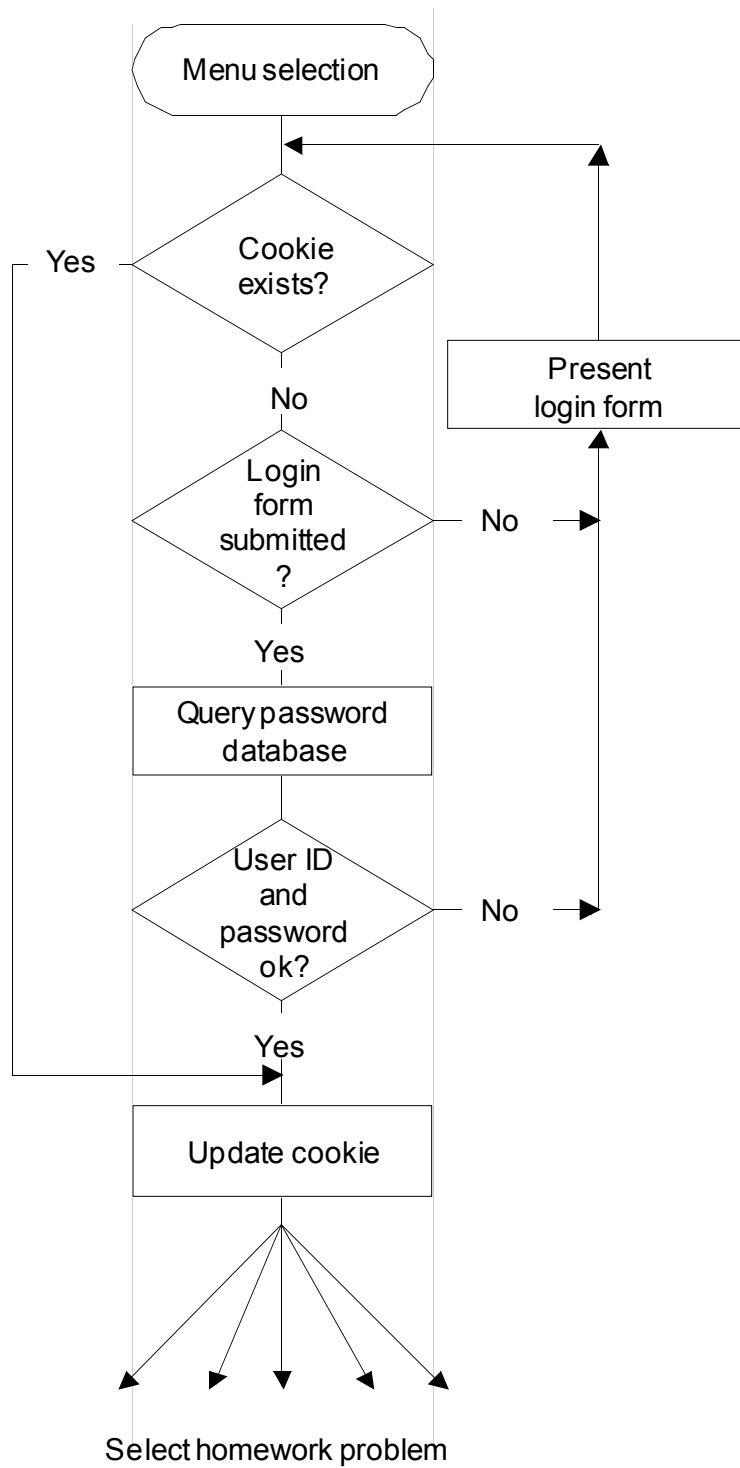 Menu selection
Cookie
exists?
Yes
No
Present
login form
Login
form
submitted
?
No
Yes
Query password
database
User ID
and
password
ok?
No
Yes
Update cookie
Select homework problem